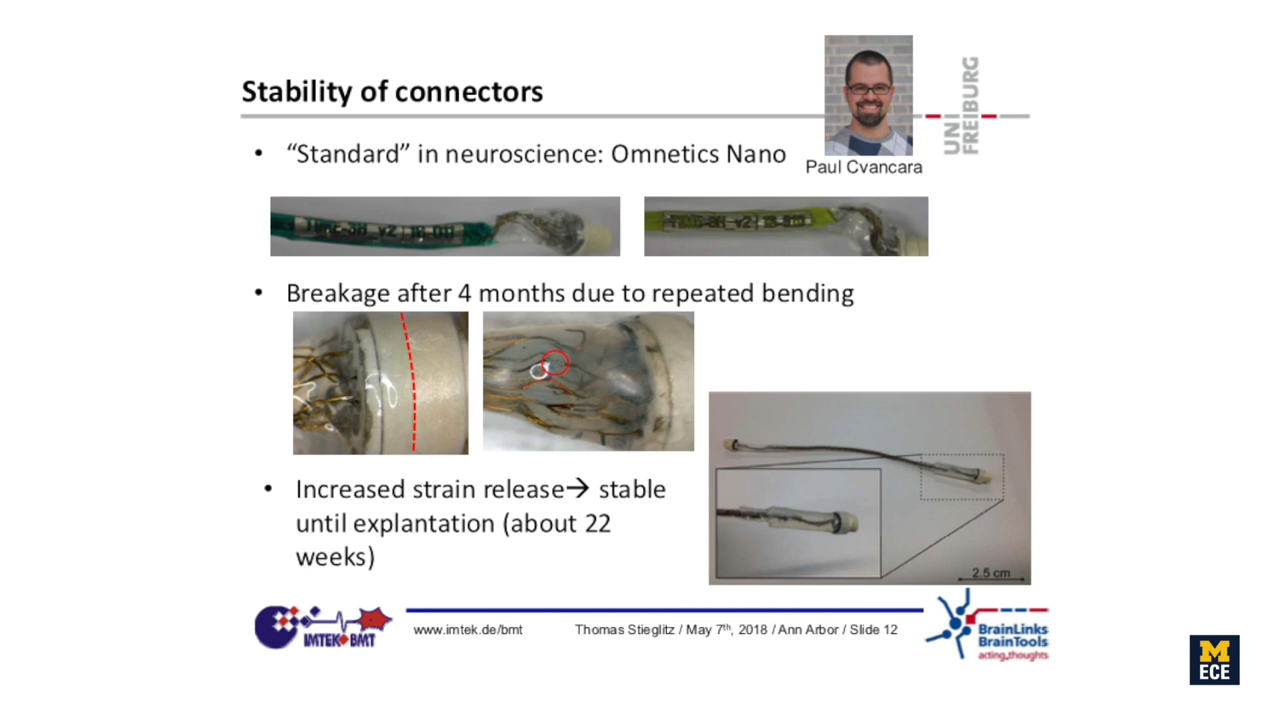 Stability of connectors
UNI
FREIBURG
• “Standard” in neuroscience: Omnetics Nano
Paul Cvancara
• Breakage after 4 months due to repeated bending
• Increased strain release→ stable
until explantation (about 22
weeks)
2.5 cm
IMTEK BMT
www.imtek.de/bmt
Thomas Stieglitz / May 7th, 2018 / Ann Arbor / Slide 12
BrainLinks
BrainTools
acting_thoughts
M
ECE